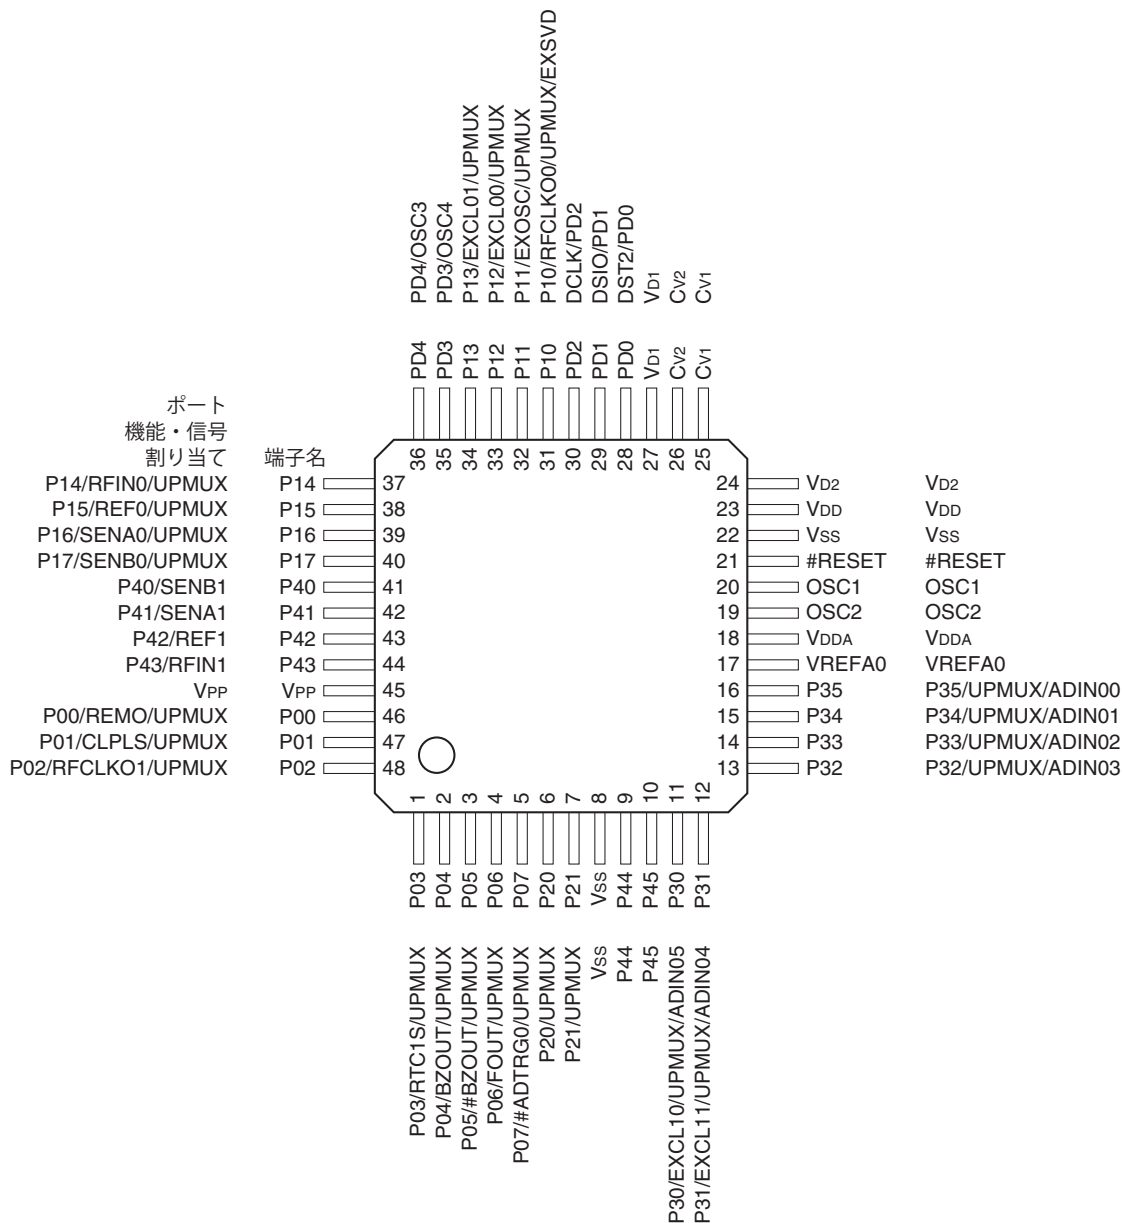 PD4/OSC3
PD3/OSC4
P13/EXCL01/UPMUX
P12/EXCL00/UPMUX
P11/EXOSC/UPMUX
P10/RFCLKO0/UPMUX/EXSVD
DCLK/PD2
DSIO/PD1
DST2/PD0
VD1
CV2
CV1
PD4
PD3
P13
P12
P11
P10
PD2
PD1
PD0
VD1
CV2
CV1
36
35
34
33
32
31
30
29
28
27
26
25
ポート
機能・信号
割り当て 端子名
P14/RFIN0/UPMUX P14 37
P15/REF0/UPMUX P15 38
P16/SENA0/UPMUX P16 39
P17/SENB0/UPMUX P17 40
P40/SENB1 P40 41
P41/SENA1 P41 42
P42/REF1 P42 43
P43/RFIN1 P43 44
VPP VPP 45
P00/REMO/UPMUX P00 46
P01/CLPLS/UPMUX P01 47
P02/RFCLKO1/UPMUX P02 48
24 VD2 VD2
23 VDD VDD
22 VSS VSS
21 #RESET #RESET
20 OSC1 OSC1
19 OSC2 OSC2
18 VDDA VDDA
17 VREFA0 VREFA0
16 P35 P35/UPMUX/ADIN00
15 P34 P34/UPMUX/ADIN01
14 P33 P33/UPMUX/ADIN02
13 P32 P32/UPMUX/ADIN03
1
2
3
4
5
6
7
8
9
10
11
12
P03
P04
P05
P06
P07
P20
P21
VSS
P44
P45
P30
P31
P03/RTC1S/UPMUX
P04/BZOUT/UPMUX
P05/#BZOUT/UPMUX
P06/FOUT/UPMUX
P07/#ADTRG0/UPMUX
P20/UPMUX
P21/UPMUX
VSS
P44
P45
P30/EXCL10/UPMUX/ADIN05
P31/EXCL11/UPMUX/ADIN04